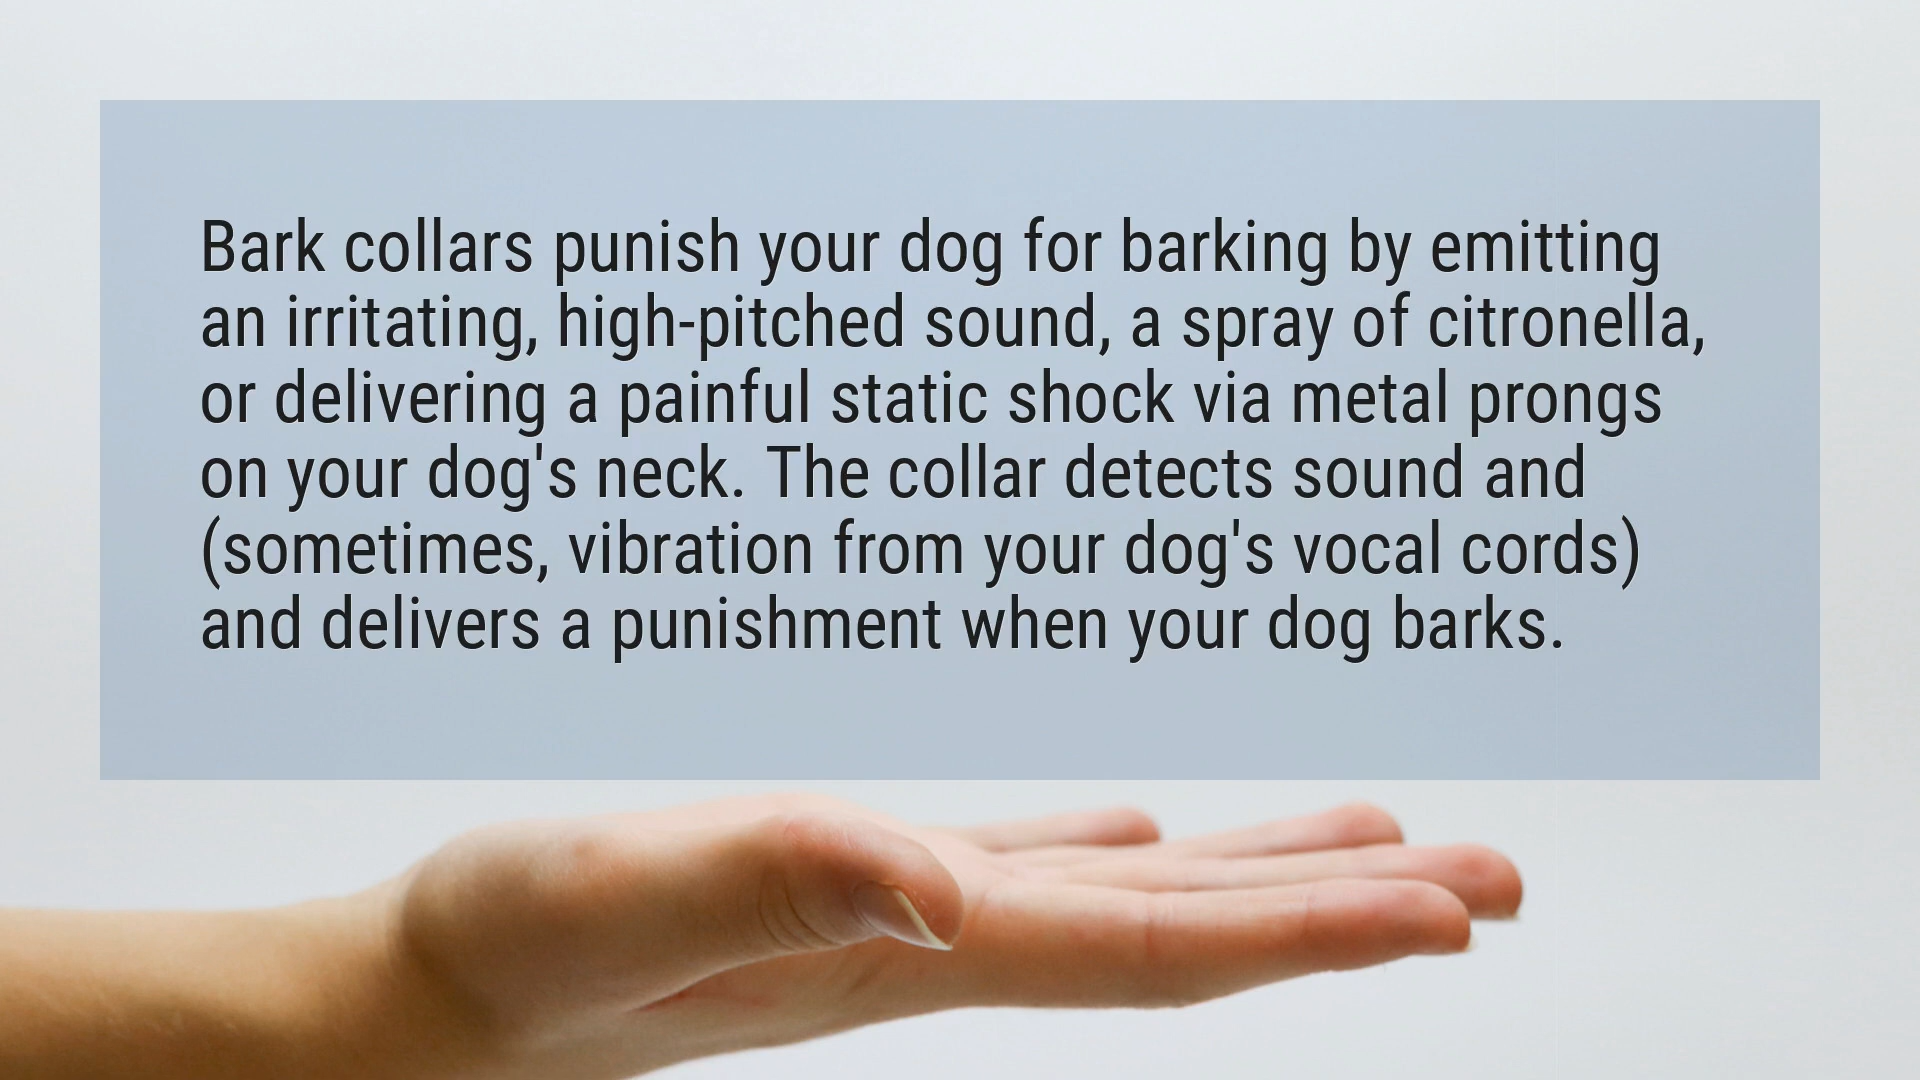 Bark collars punish your dog for barking by emitting
an irritating, high-pitched sound, a spray of citronella,
or delivering a painful static shock via metal prongs
on your dog's neck. The collar detects sound and
(sometimes, vibration from your dog's vocal cords)
and delivers a punishment when your dog barks.